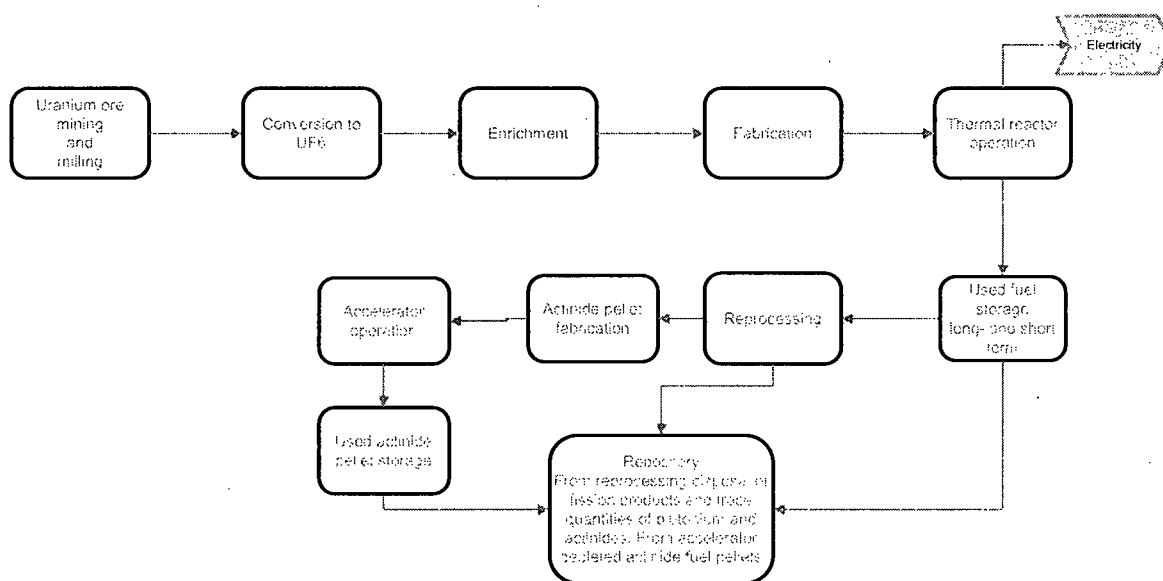 Electricity
Uranium ore
mining
and
milling
Conversion to
UF6
Enrichment
Fabrication
Thermal reactor
operation
Accelerator
operation
Actinide pellet
fabrication
Reprocessing
Used fuel
storage,
long- and short
term
Used actinide
pellet storage
Repository
From reprocessing disposal of
fission products and trace
quantities of plutonium and
actinides. From accelerator
actinide fuel pellets